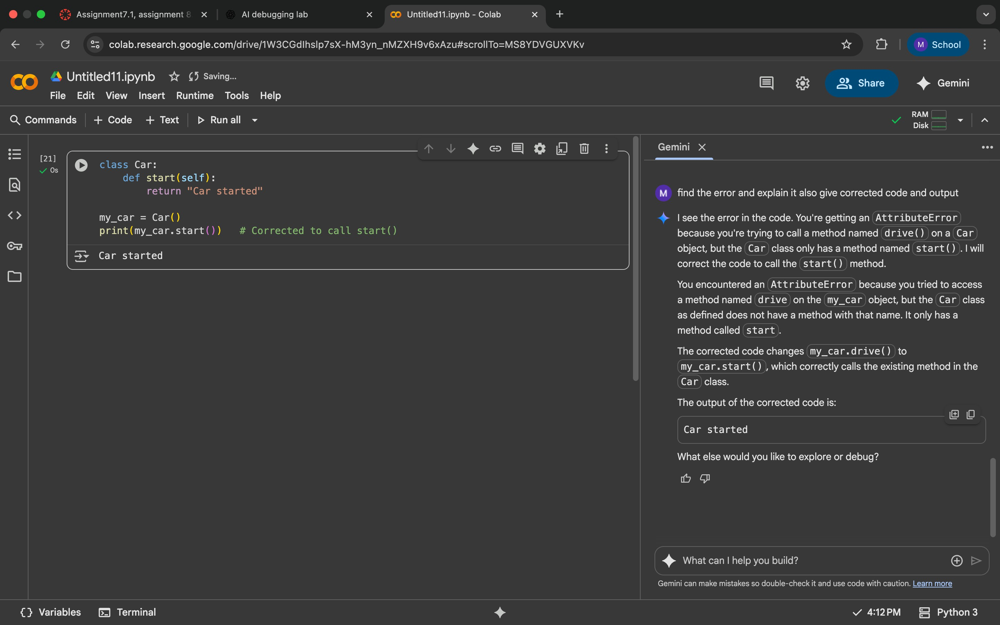 Assignment7.1, assignment 8
AI debugging lab
Untitled11.ipynb - Colab
colab.research.google.com/drive/1W3CGdIhslp7sX-hM3yn_nMZXH9v6xAzu#scrollTo=MS8YDVGUXVKv
M School
Untitled11.ipynb
Saving...
File Edit View Insert Runtime Tools Help
Share
Gemini
Commands
+ Code
+ Text
Run all
RAM
Disk
[21]
0s
class Car:
    def start(self):
        return "Car started"
my_car = Car()
print(my_car.start())   # Corrected to call start()
Car started
Gemini
M find the error and explain it also give corrected code and output
I see the error in the code. You're getting an AttributeError
because you're trying to call a method named drive() on a Car
object, but the Car class only has a method named start(). I will
correct the code to call the start() method.
You encountered an AttributeError because you tried to access
a method named drive on the my_car object, but the Car class
as defined does not have a method with that name. It only has a
method called start.
The corrected code changes my_car.drive() to
my_car.start(), which correctly calls the existing method in the
Car class.
The output of the corrected code is:
Car started
What else would you like to explore or debug?
What can I help you build?
Gemini can make mistakes so double-check it and use code with caution. Learn more
Variables
Terminal
4:12 PM
Python 3